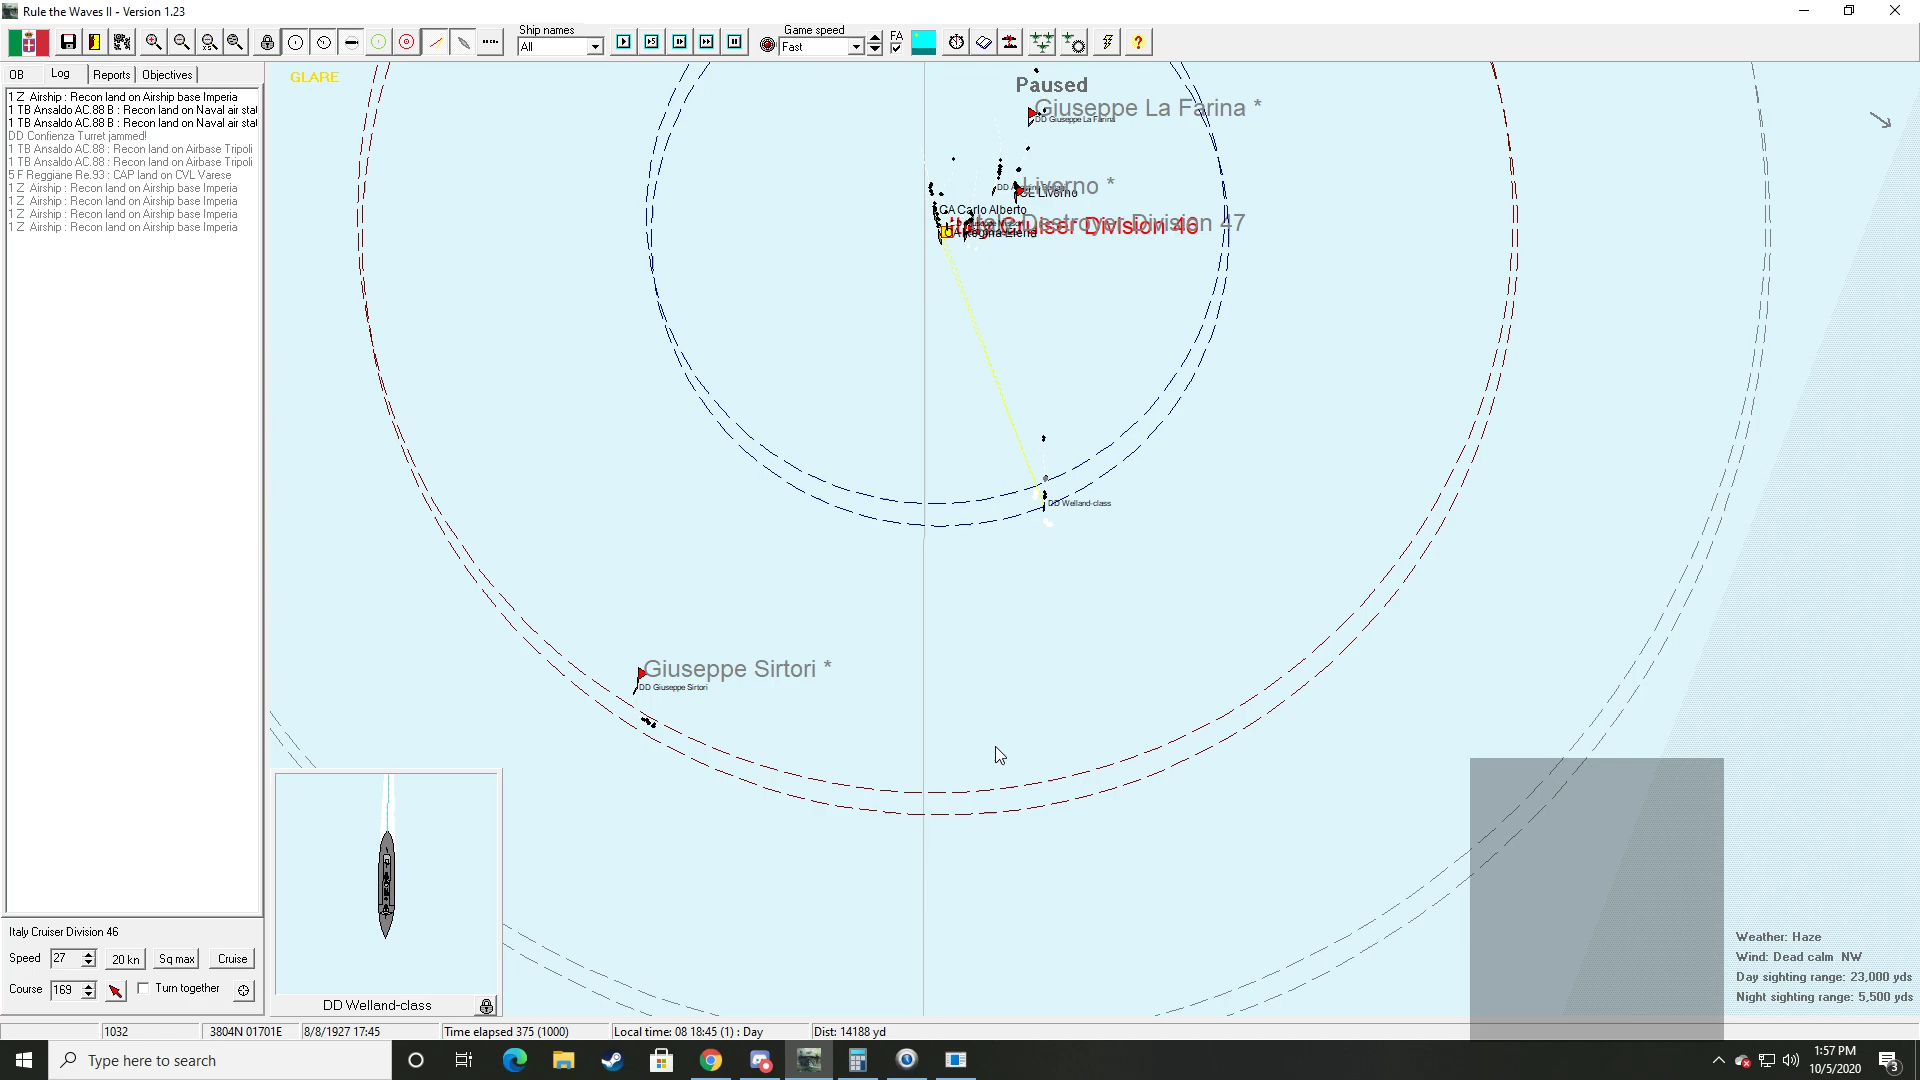 Rule the Waves II - Version 1.23
Ship names
All
Game speed
Fast
FA
OB
Log
Reports
Objectives
1 Z Airship : Recon land on Airship base Imperia
1 TB Ansaldo AC.88 B : Recon land on Naval air stat
1 TB Ansaldo AC.88 B : Recon land on Naval air stat
DD Confienza Turret jammed!
1 TB Ansaldo AC.88 : Recon land on Airbase Tripoli
1 TB Ansaldo AC.88 : Recon land on Airbase Tripoli
5 F Reggiane Re.93 : CAP land on CVL Varese
1 Z Airship : Recon land on Airship base Imperia
1 Z Airship : Recon land on Airship base Imperia
1 Z Airship : Recon land on Airship base Imperia
1 Z Airship : Recon land on Airship base Imperia
GLARE
Paused
Giuseppe La Farina *
DD Giuseppe La Farina
Livorno *
Livorno
CA Carlo Alberto
Destroyer Division 47
Cruiser Division 46
Regina Elena
DD Welland-class
Giuseppe Sirtori *
DD Giuseppe Sirtori
DD Welland-class
Italy Cruiser Division 46
Speed 27 20 kn Sq max Cruise
Course 169 Turn together
Weather: Haze
Wind: Dead calm NW
Day sighting range: 23,000 yds
Night sighting range: 5,500 yds
1032
3804N 01701E
8/8/1927 17:45
Time elapsed 375 (1000)
Local time: 08 18:45 (1) : Day
Dist: 14188 yd
Type here to search
1:57 PM
10/5/2020
3